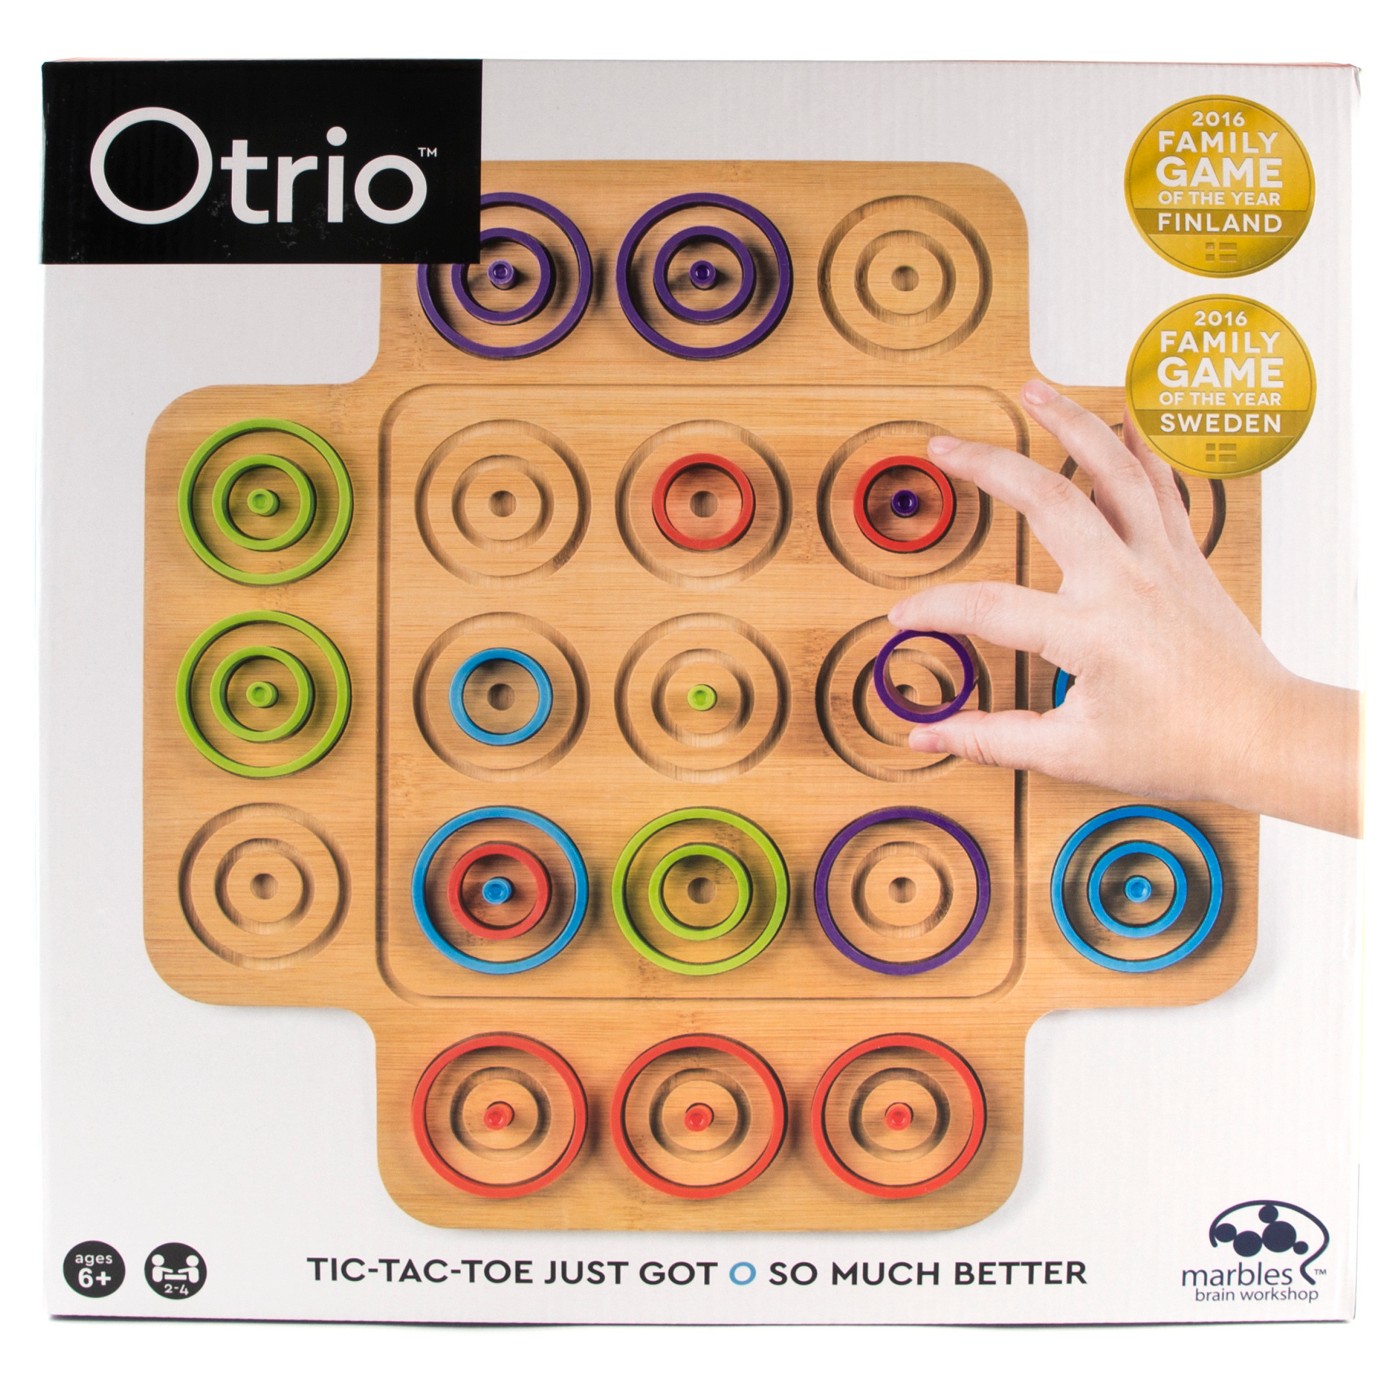 Otrio™
2016
FAMILY
GAME
OF THE YEAR
FINLAND
2016
FAMILY
GAME
OF THE YEAR
SWEDEN
ages
6+
2-4
TIC-TAC-TOE JUST GOT O SO MUCH BETTER
marbles™
brain workshop